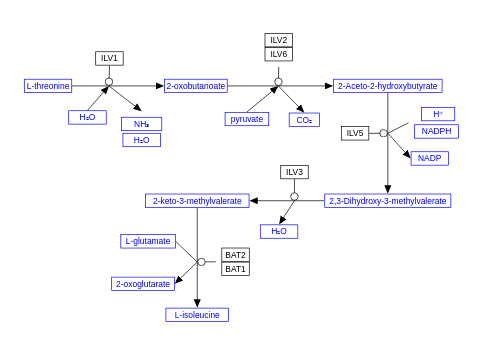 ILV2
ILV6
ILV1
L-threonine
2-oxobutanoate
2-Aceto-2-hydroxybutyrate
H₂O
NH₃
H₂O
pyruvate
CO₂
H⁺
NADPH
ILV5
NADP
ILV3
2-keto-3-methylvalerate
2,3-Dihydroxy-3-methylvalerate
H₂O
L-glutamate
BAT2
BAT1
2-oxoglutarate
L-isoleucine